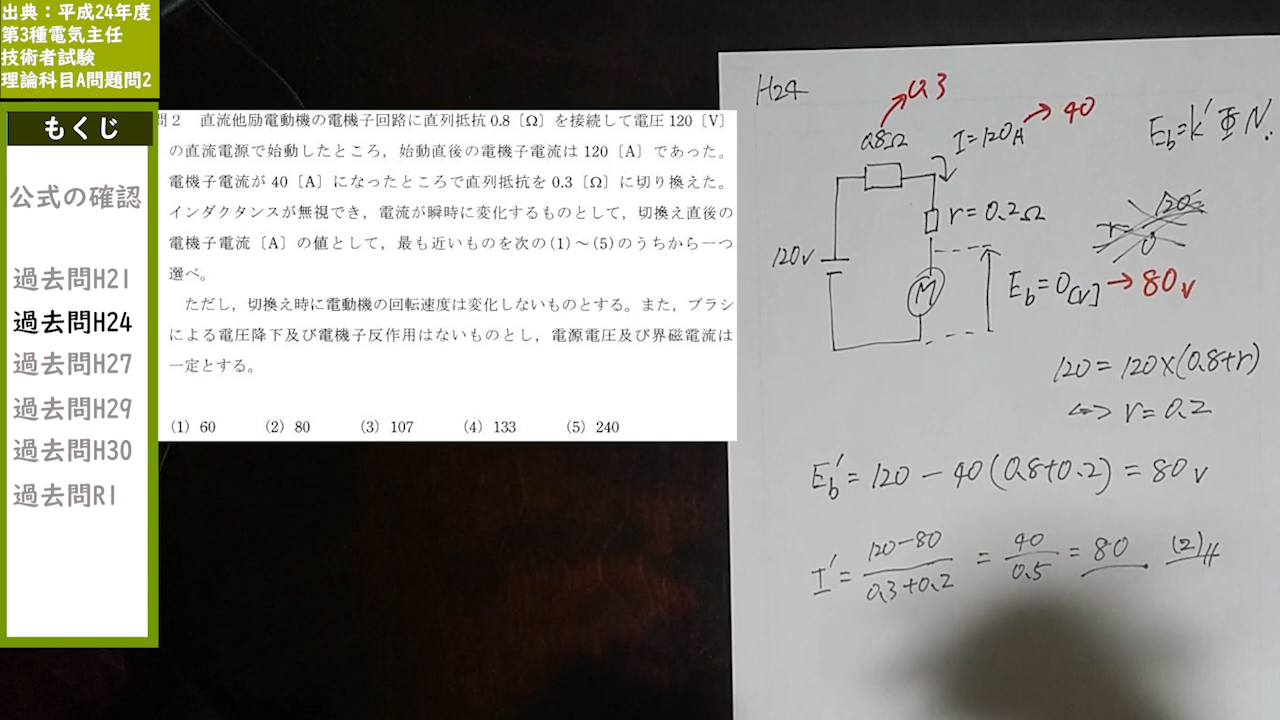 出典：平成24年度
第3種電気主任
技術者試験
理論科目A問題問2
もくじ
公式の確認
過去問H21
過去問H24
過去問H27
過去問H29
過去問H30
過去問R1
問2　直流他励電動機の電機子回路に直列抵抗0.8〔Ω〕を接続して電圧120〔V〕
の直流電源で始動したところ，始動直後の電機子電流は120〔A〕であった。
電機子電流が40〔A〕になったところで直列抵抗を0.3〔Ω〕に切り換えた。
インダクタンスが無視でき，電流が瞬時に変化するものとして，切換え直後の
電機子電流〔A〕の値として，最も近いものを次の(1)～(5)のうちから一つ
選べ。
ただし，切換え時に電動機の回転速度は変化しないものとする。また，ブラシ
による電圧降下及び電機子反作用はないものとし，電源電圧及び界磁電流は
一定とする。
(1) 60　(2) 80　(3) 107　(4) 133　(5) 240
H24
0.3
0.8Ω
I=120A → 40
Eb=k'ΦN.
r=0.2Ω
120V
M
Eb=0[V] → 80V
120=120×(0.8+r)
⇔ r=0.2
Eb'=120-40(0.8+0.2)=80V
I'=(120-80)/(0.3+0.2)=40/0.5=80 (2)